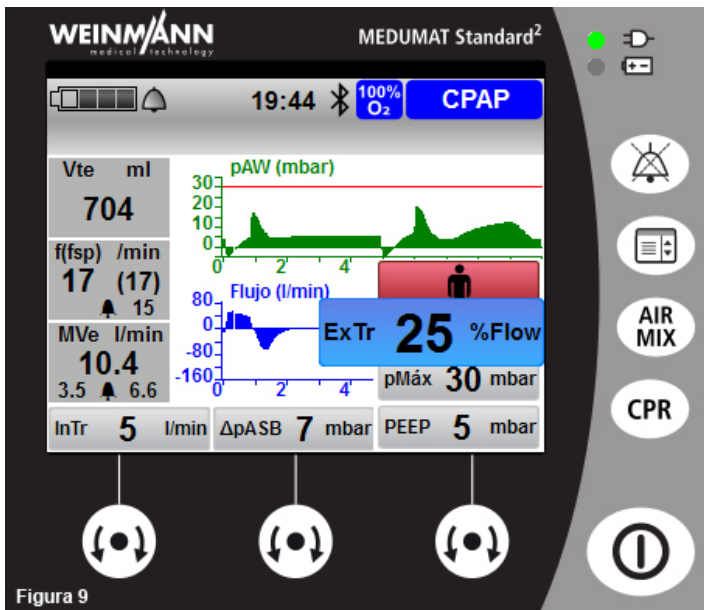 WEINMANN
medical technology
MEDUMAT Standard²
19:44
100%
O₂
CPAP
Vte ml
704
f(fsp) /min
17 (17)
15
MVe l/min
10.4
3.5 6.6
pAW (mbar)
30
20
10
0
0 2 4
Flujo (l/min)
80
0
-80
-160
0 2 4
ExTr 25 %Flow
pMáx 30 mbar
InTr 5 l/min
ΔpASB 7 mbar
PEEP 5 mbar
AIR
MIX
CPR
Figura 9